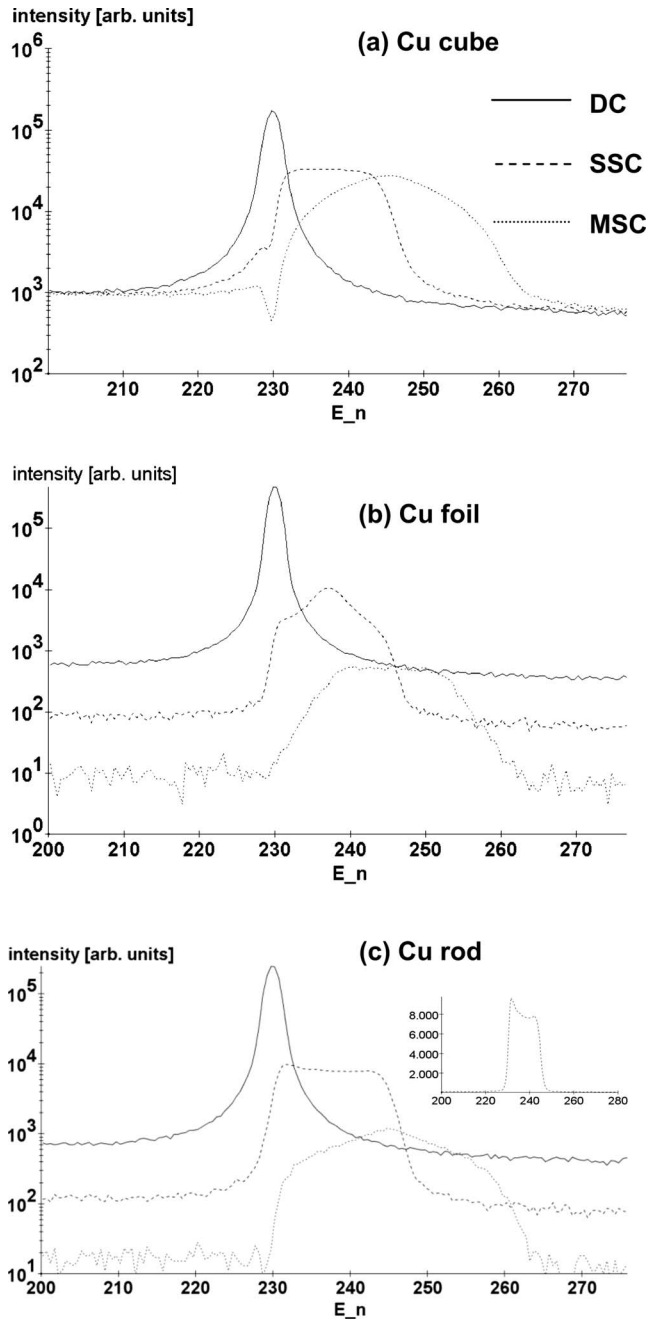 intensity [arb. units]
(a) Cu cube
10^6
10^5
10^4
10^3
10^2
DC
SSC
MSC
210 220 230 240 250 260 270
E_n
intensity [arb. units]
(b) Cu foil
10^5
10^4
10^3
10^2
10^1
10^0
200 210 220 230 240 250 260 270
E_n
intensity [arb. units]
(c) Cu rod
10^5
10^4
10^3
10^2
10^1
8.000
6.000
4.000
2.000
200 220 240 260 280
200 210 220 230 240 250 260 270
E_n